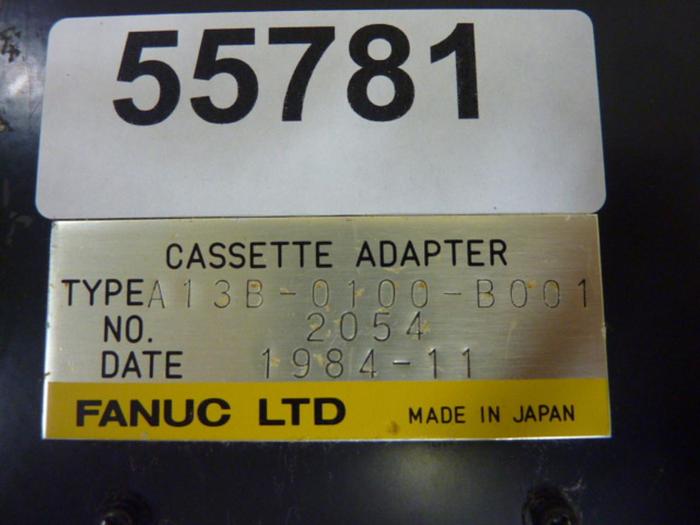 55781
CASSETTE ADAPTER
TYPE A13B-0100-B001
NO. 2054
DATE 1984-11
FANUC LTD MADE IN JAPAN